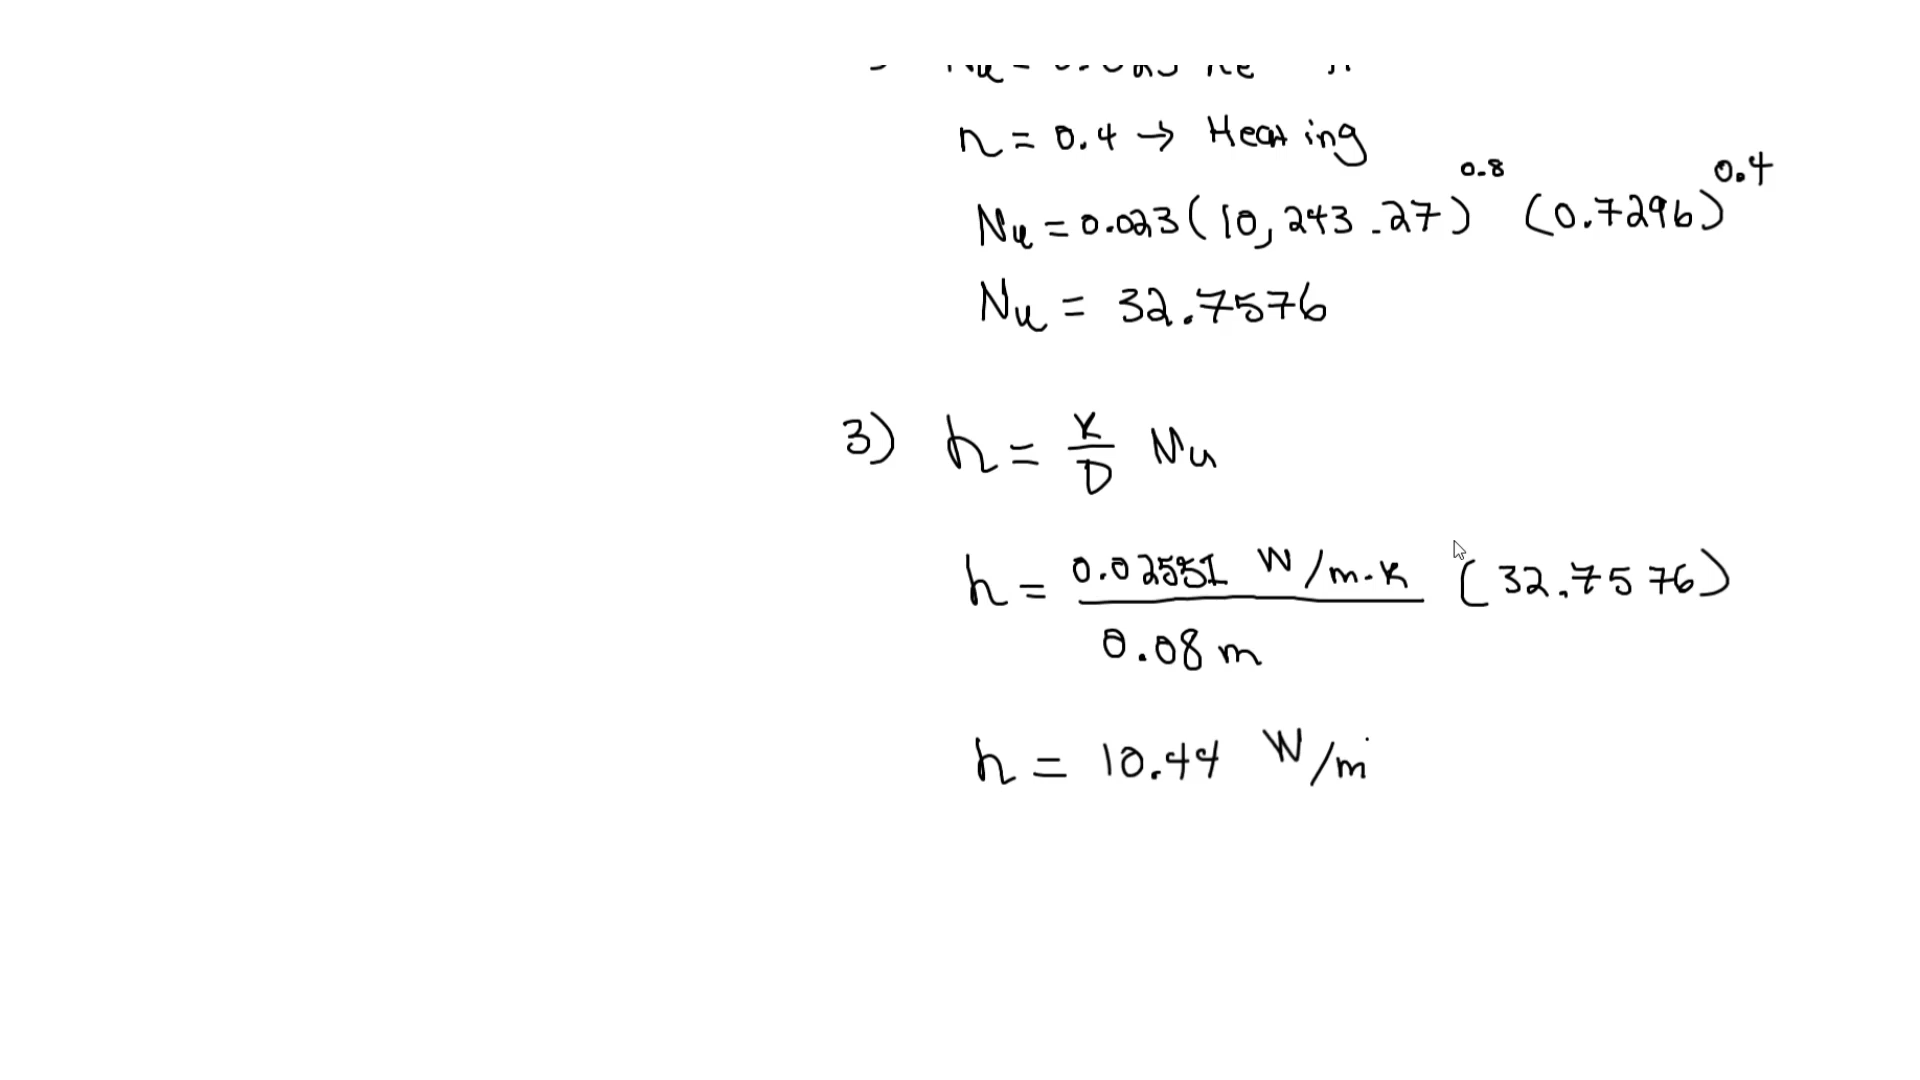 n = 0.4 → Heating
Nu = 0.023 (10,243.27)^0.8 (0.7296)^0.4
Nu = 32.7576
3) h = K/D Nu
h = 0.02551 W/m·K / 0.08 m (32.7576)
h = 10.44 W/m